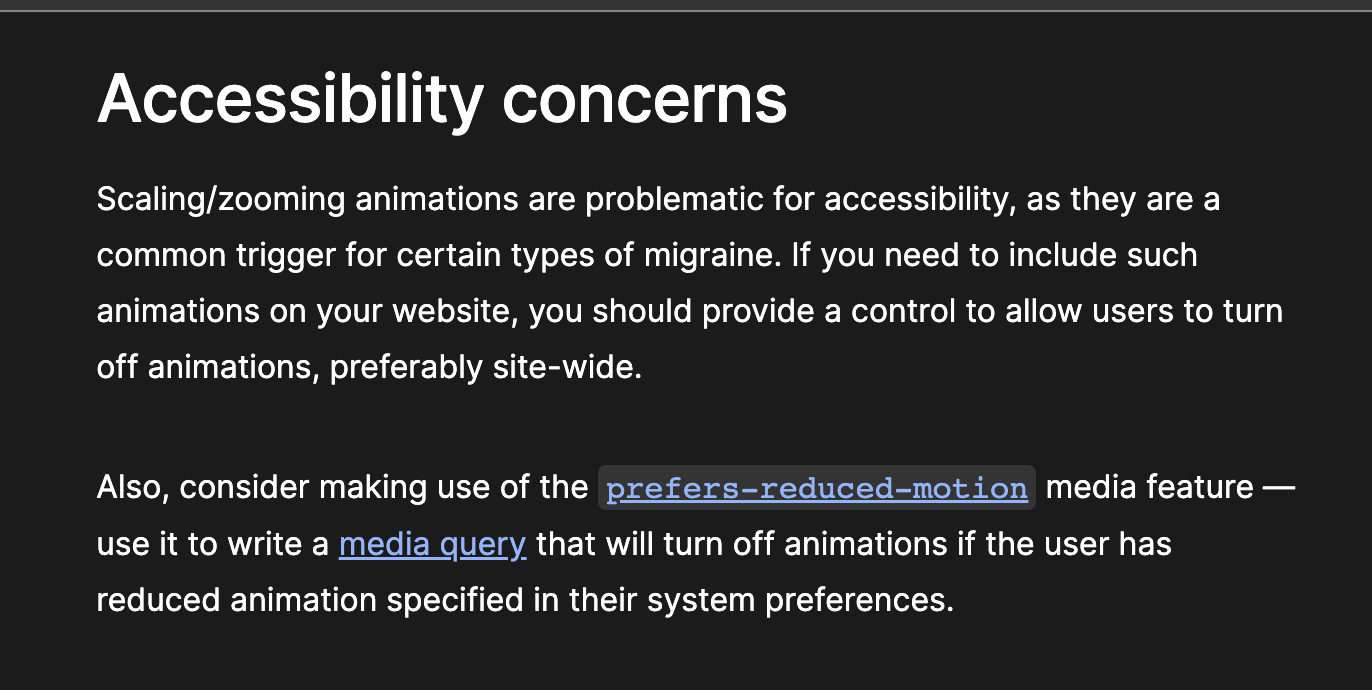 Accessibility concerns
Scaling/zooming animations are problematic for accessibility, as they are a
common trigger for certain types of migraine. If you need to include such
animations on your website, you should provide a control to allow users to turn
off animations, preferably site-wide.
Also, consider making use of the prefers-reduced-motion media feature —
use it to write a media query that will turn off animations if the user has
reduced animation specified in their system preferences.